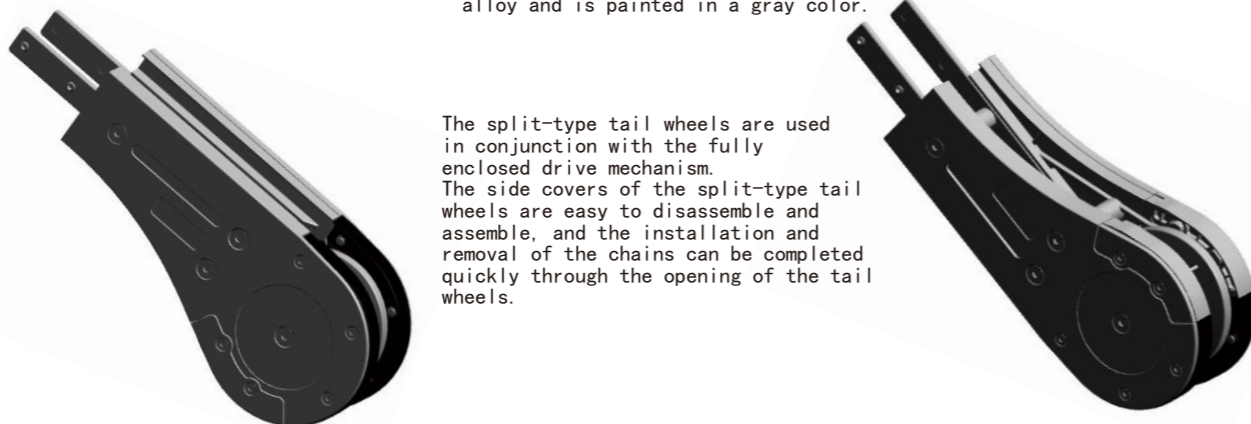 alloy and is painted in a gray color.
The split-type tail wheels are used
in conjunction with the fully
enclosed drive mechanism.
The side covers of the split-type tail
wheels are easy to disassemble and
assemble, and the installation and
removal of the chains can be completed
quickly through the opening of the tail
wheels.